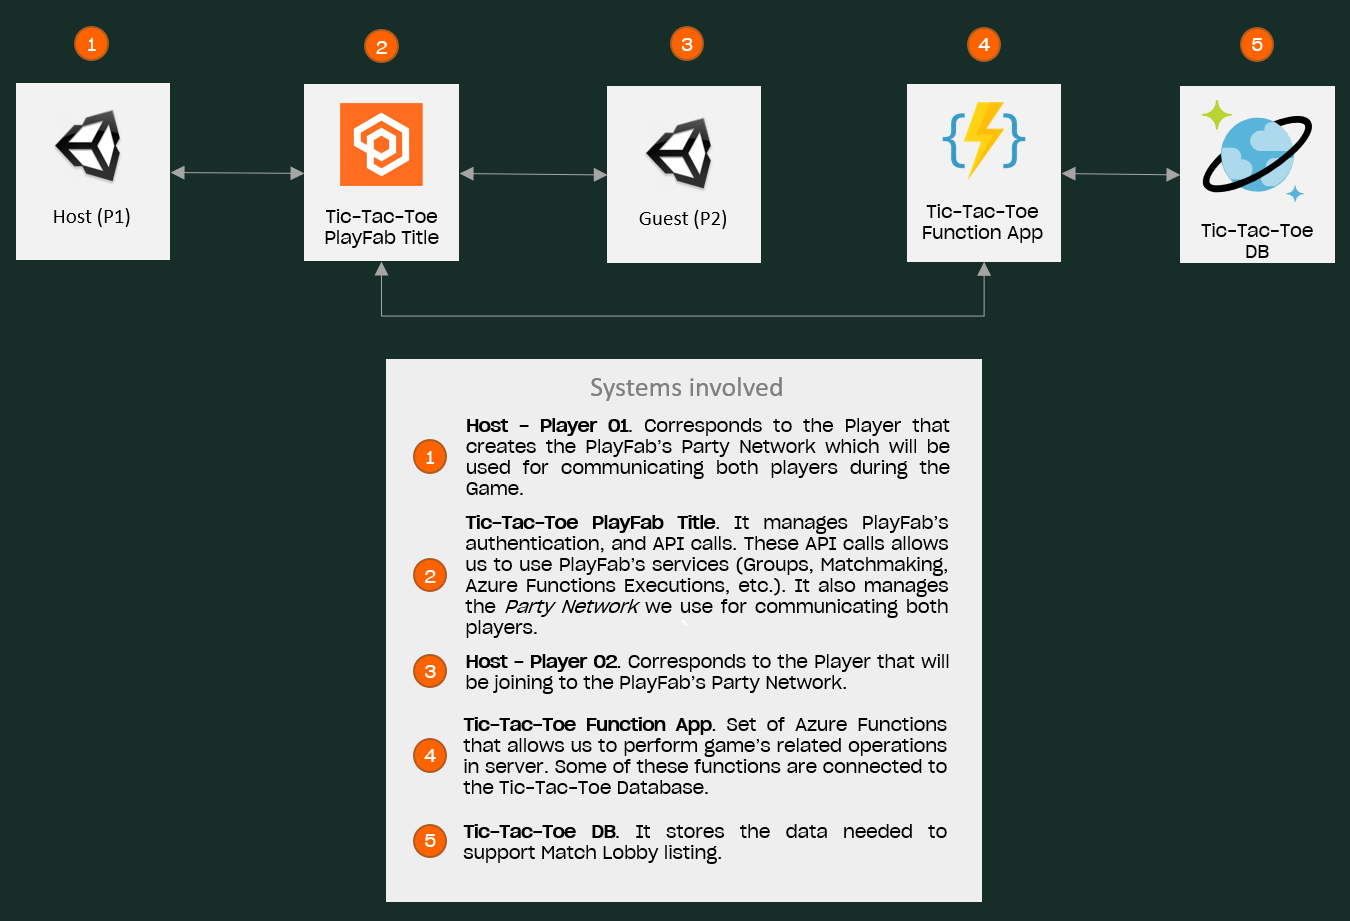 1
2
3
4
5
Host (P1)
Tic-Tac-Toe
PlayFab Title
Guest (P2)
Tic-Tac-Toe
Function App
Tic-Tac-Toe
DB
Systems involved
1
Host - Player 01. Corresponds to the Player that
creates the PlayFab's Party Network which will be
used for communicating both players during the
Game.
2
Tic-Tac-Toe PlayFab Title. It manages PlayFab's
authentication, and API calls. These API calls allows
us to use PlayFab's services (Groups, Matchmaking,
Azure Functions Executions, etc.). It also manages
the Party Network we use for communicating both
players.
3
Host - Player 02. Corresponds to the Player that will
be joining to the PlayFab's Party Network.
4
Tic-Tac-Toe Function App. Set of Azure Functions
that allows us to perform game's related operations
in server. Some of these functions are connected to
the Tic-Tac-Toe Database.
5
Tic-Tac-Toe DB. It stores the data needed to
support Match Lobby listing.